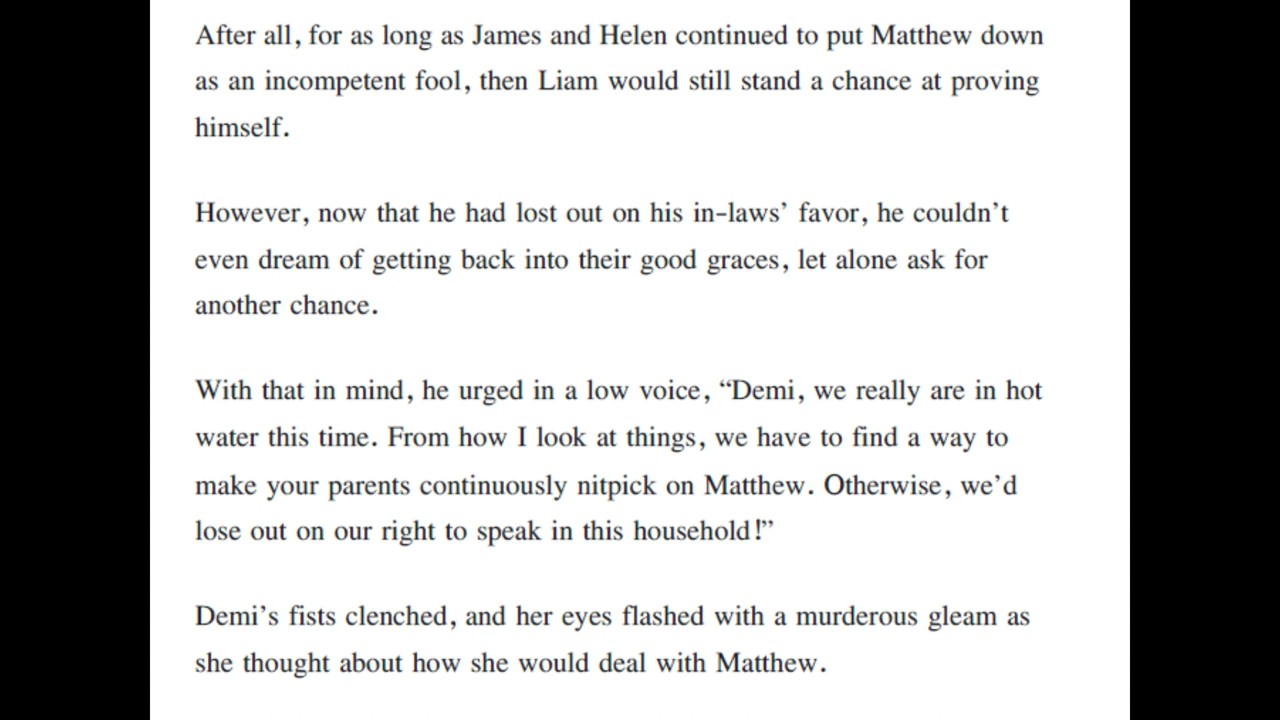 After all, for as long as James and Helen continued to put Matthew down
as an incompetent fool, then Liam would still stand a chance at proving
himself.
However, now that he had lost out on his in-laws’ favor, he couldn’t
even dream of getting back into their good graces, let alone ask for
another chance.
With that in mind, he urged in a low voice, “Demi, we really are in hot
water this time. From how I look at things, we have to find a way to
make your parents continuously nitpick on Matthew. Otherwise, we’d
lose out on our right to speak in this household!”
Demi’s fists clenched, and her eyes flashed with a murderous gleam as
she thought about how she would deal with Matthew.